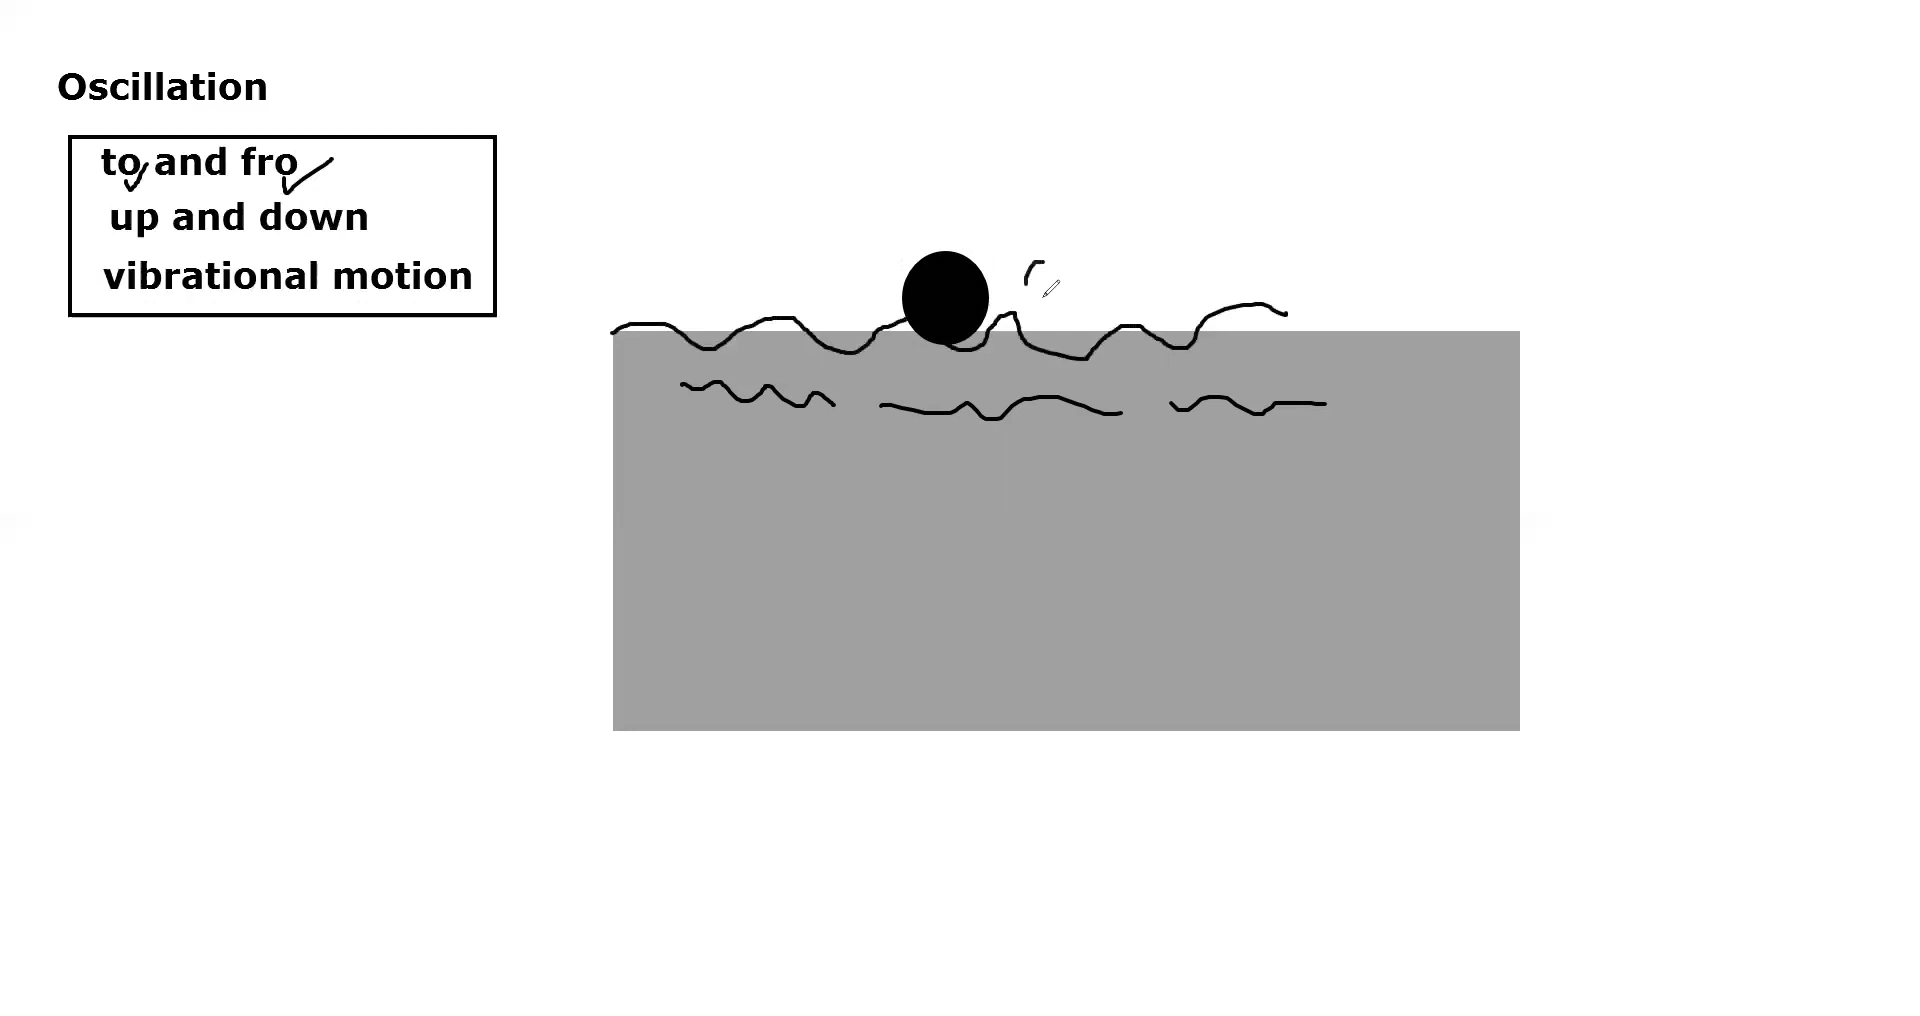 Oscillation
to and fro
up and down
vibrational motion